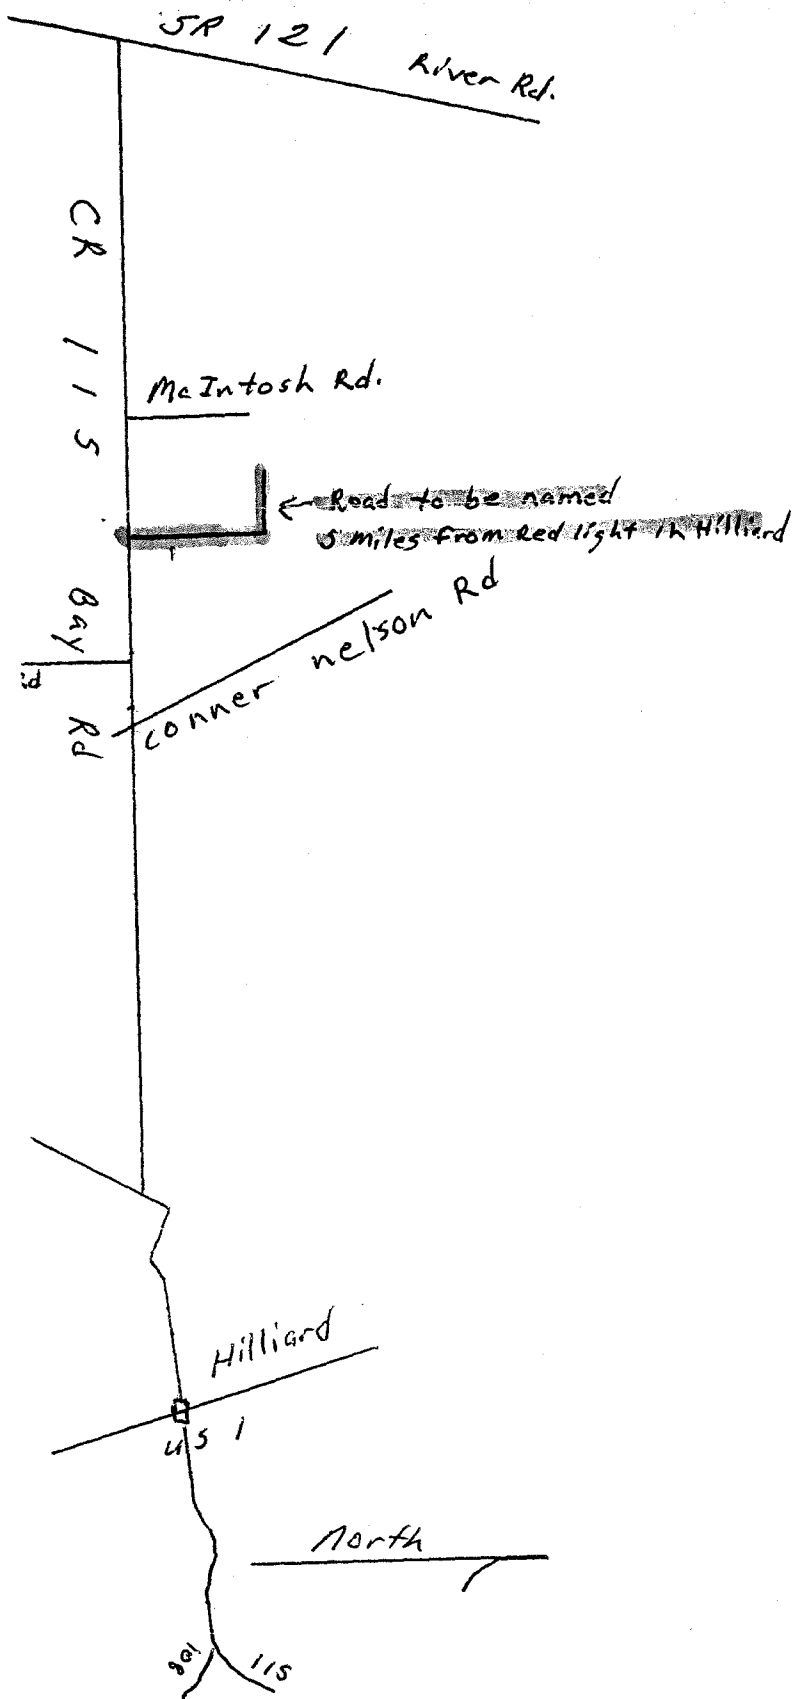 SR 121
River Rd.
CR 115
McIntosh Rd.
← Road to be named
5 miles from Red light in Hilliard
Bay Rd
conner nelson Rd
Hilliard
US 1
North
108
115